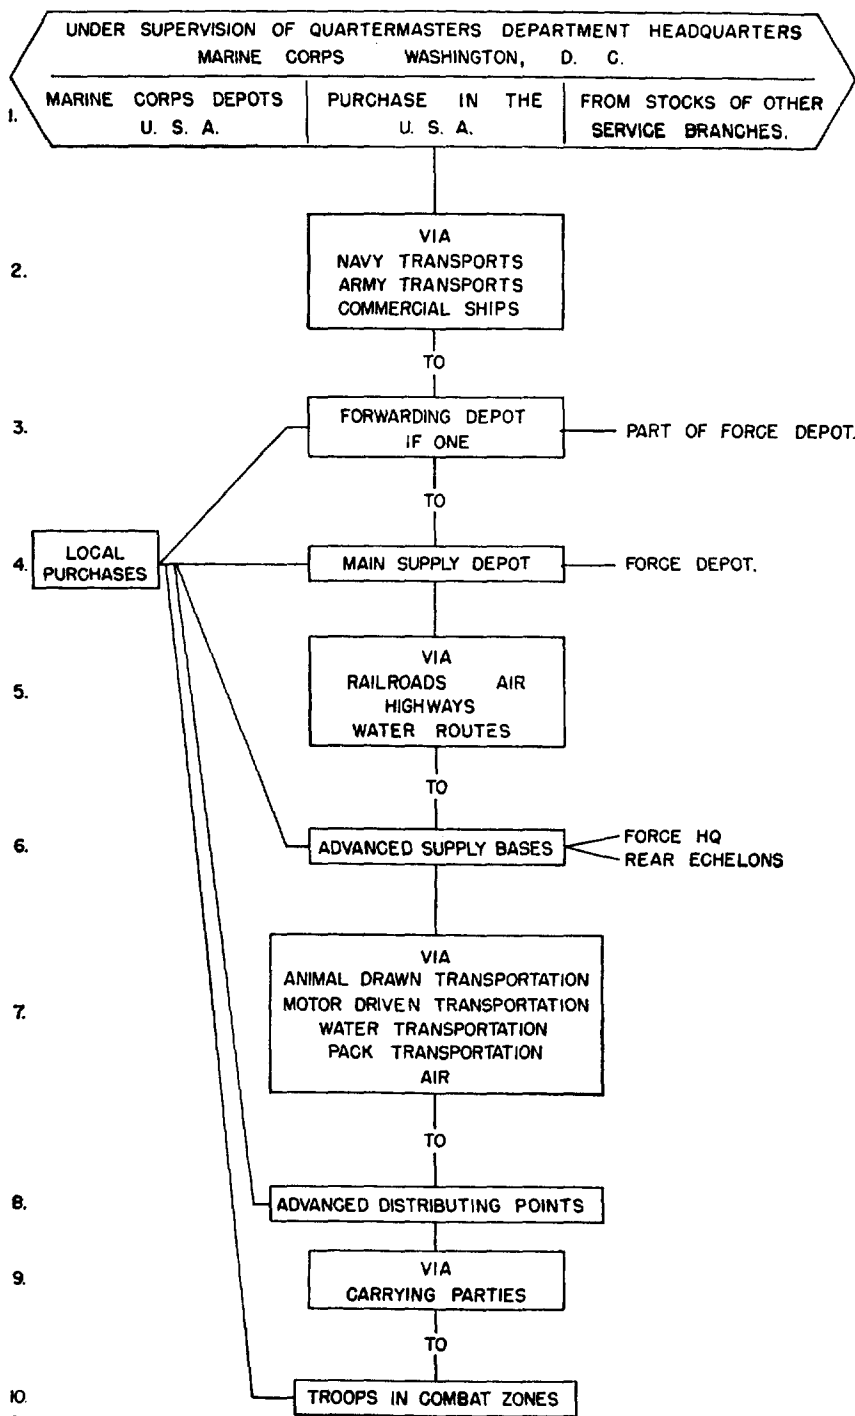 UNDER SUPERVISION OF QUARTERMASTERS DEPARTMENT HEADQUARTERS
MARINE CORPS WASHINGTON, D. C.
1.
MARINE CORPS DEPOTS
U. S. A.
PURCHASE IN THE
U. S. A.
FROM STOCKS OF OTHER
SERVICE BRANCHES.
2.
VIA
NAVY TRANSPORTS
ARMY TRANSPORTS
COMMERCIAL SHIPS
TO
3.
FORWARDING DEPOT
IF ONE
PART OF FORCE DEPOT.
TO
LOCAL
PURCHASES
4.
MAIN SUPPLY DEPOT
FORCE DEPOT.
5.
VIA
RAILROADS AIR
HIGHWAYS
WATER ROUTES
TO
6.
ADVANCED SUPPLY BASES
FORCE HQ
REAR ECHELONS
7.
VIA
ANIMAL DRAWN TRANSPORTATION
MOTOR DRIVEN TRANSPORTATION
WATER TRANSPORTATION
PACK TRANSPORTATION
AIR
TO
8.
ADVANCED DISTRIBUTING POINTS
9.
VIA
CARRYING PARTIES
TO
10.
TROOPS IN COMBAT ZONES